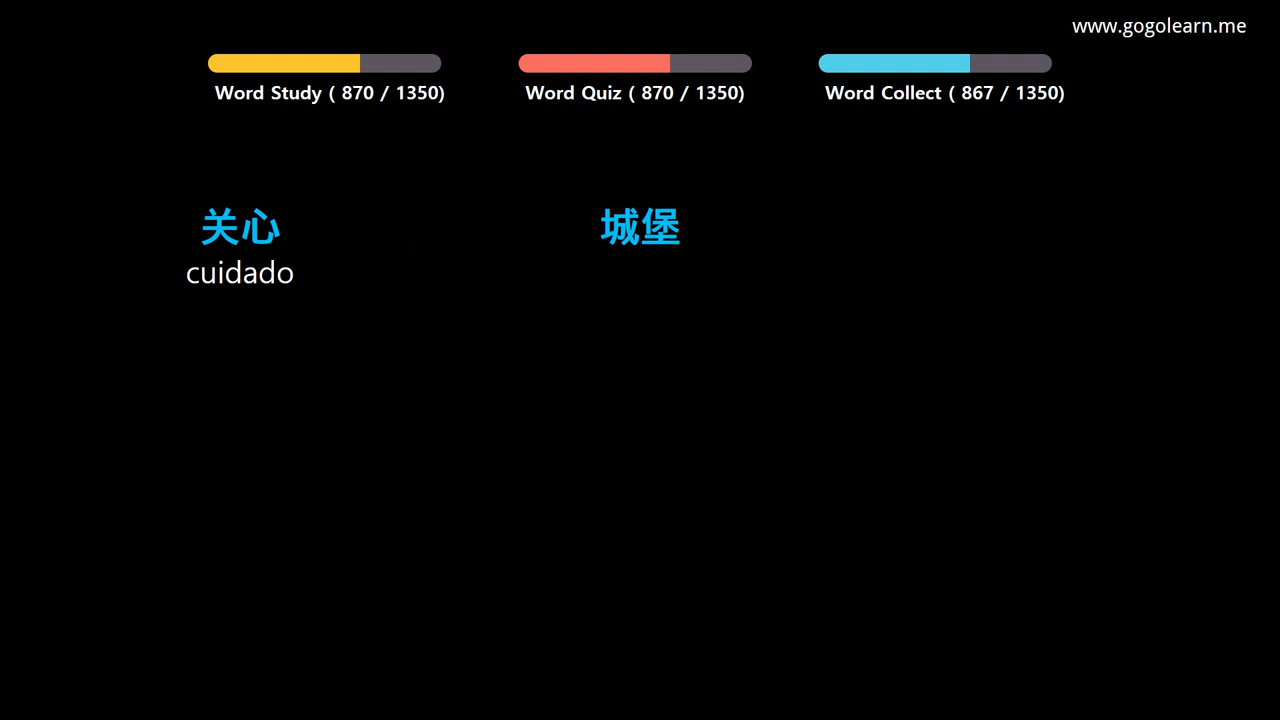 www.gogolearn.me
Word Study ( 870 / 1350)
Word Quiz ( 870 / 1350)
Word Collect ( 867 / 1350)
关心
cuidado
城堡